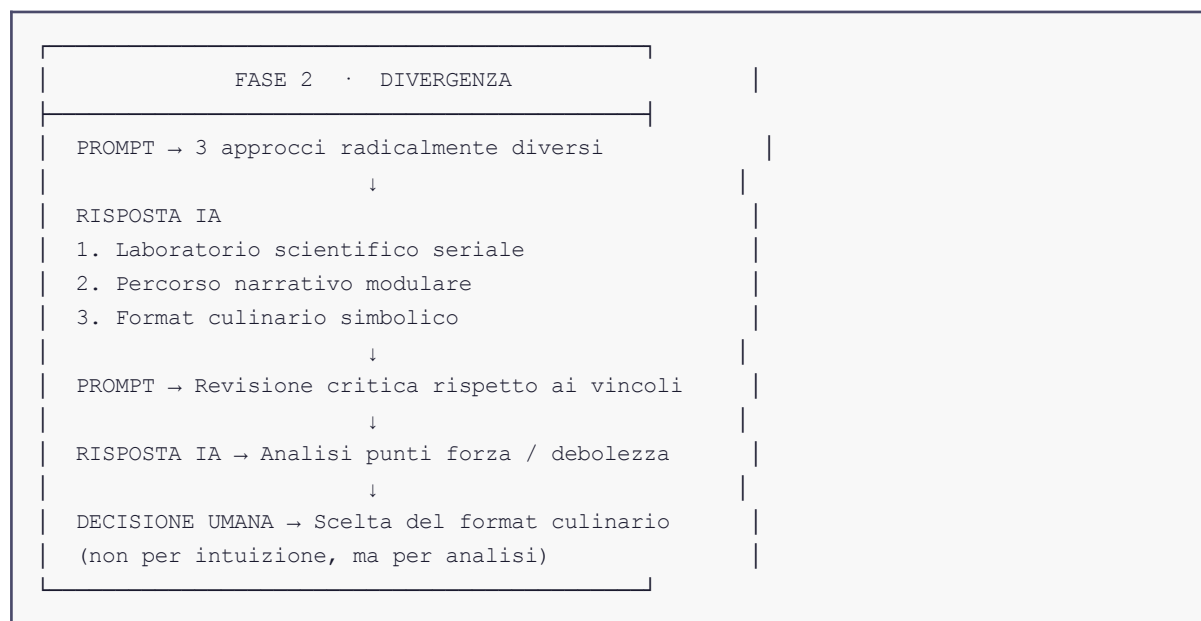 FASE 2 · DIVERGENZA
PROMPT → 3 approcci radicalmente diversi
↓
RISPOSTA IA
1. Laboratorio scientifico seriale
2. Percorso narrativo modulare
3. Format culinario simbolico
↓
PROMPT → Revisione critica rispetto ai vincoli
↓
RISPOSTA IA → Analisi punti forza / debolezza
↓
DECISIONE UMANA → Scelta del format culinario
(non per intuizione, ma per analisi)